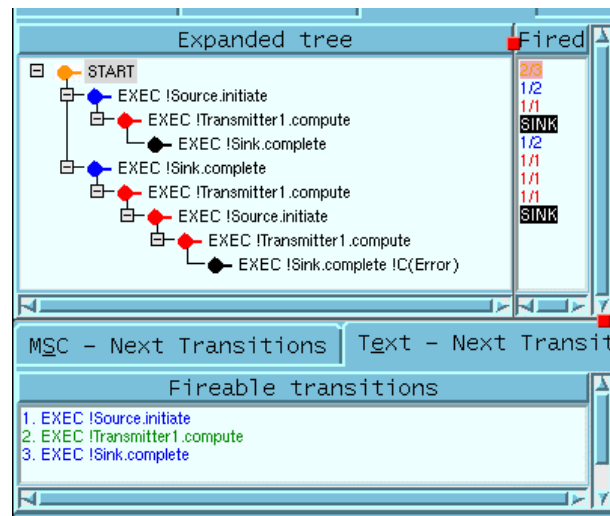 Expanded tree
Fired
START
2/3
EXEC !Source.initiate
1/2
EXEC !Transmitter1.compute
1/1
EXEC !Sink.complete
SINK
EXEC !Sink.complete
1/2
EXEC !Transmitter1.compute
1/1
EXEC !Source.initiate
1/1
EXEC !Transmitter1.compute
1/1
EXEC !Sink.complete !C(Error)
SINK
MSC - Next Transitions
Text - Next Transit
Fireable transitions
1. EXEC !Source.initiate
2. EXEC !Transmitter1.compute
3. EXEC !Sink.complete